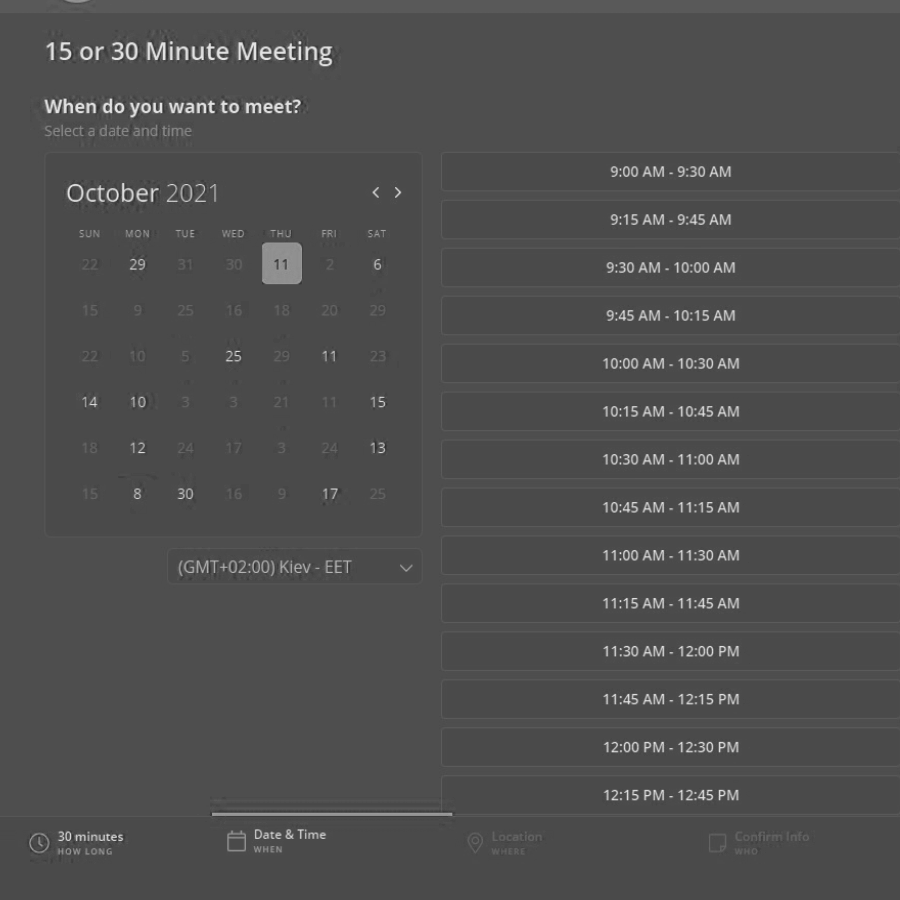 15 or 30 Minute Meeting
When do you want to meet?
Select a date and time
October 2021
SUN MON TUE WED THU FRI SAT
22 29 31 30 11 2 6
15 9 25 16 18 20 29
22 10 5 25 29 11 23
14 10 3 3 21 11 15
18 12 24 17 3 24 13
15 8 30 16 9 17 25
(GMT+02:00) Kiev - EET
9:00 AM - 9:30 AM
9:15 AM - 9:45 AM
9:30 AM - 10:00 AM
9:45 AM - 10:15 AM
10:00 AM - 10:30 AM
10:15 AM - 10:45 AM
10:30 AM - 11:00 AM
10:45 AM - 11:15 AM
11:00 AM - 11:30 AM
11:15 AM - 11:45 AM
11:30 AM - 12:00 PM
11:45 AM - 12:15 PM
12:00 PM - 12:30 PM
12:15 PM - 12:45 PM
30 minutes
HOW LONG
Date & Time
WHEN
Location
WHERE
Confirm Info
WHO